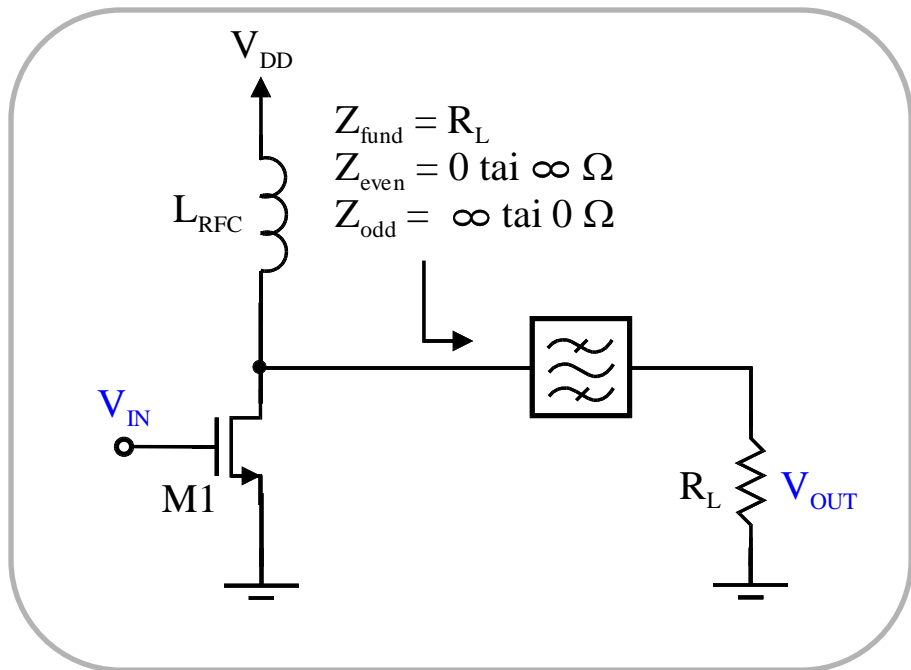 V_DD
Z_fund = R_L
Z_even = 0 tai ∞ Ω
Z_odd = ∞ tai 0 Ω
L_RFC
V_IN
M1
R_L
V_OUT